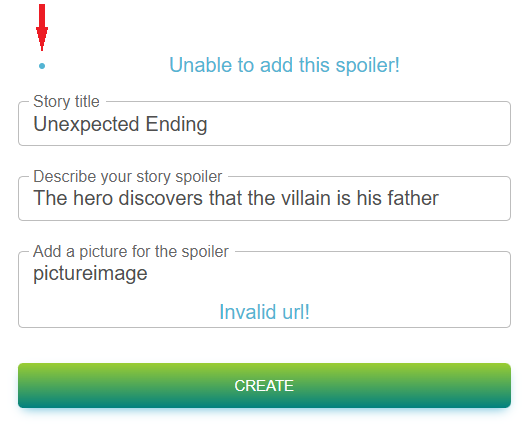 • Unable to add this spoiler!
Story title
Unexpected Ending
Describe your story spoiler
The hero discovers that the villain is his father
Add a picture for the spoiler
pictureimage
Invalid url!
CREATE